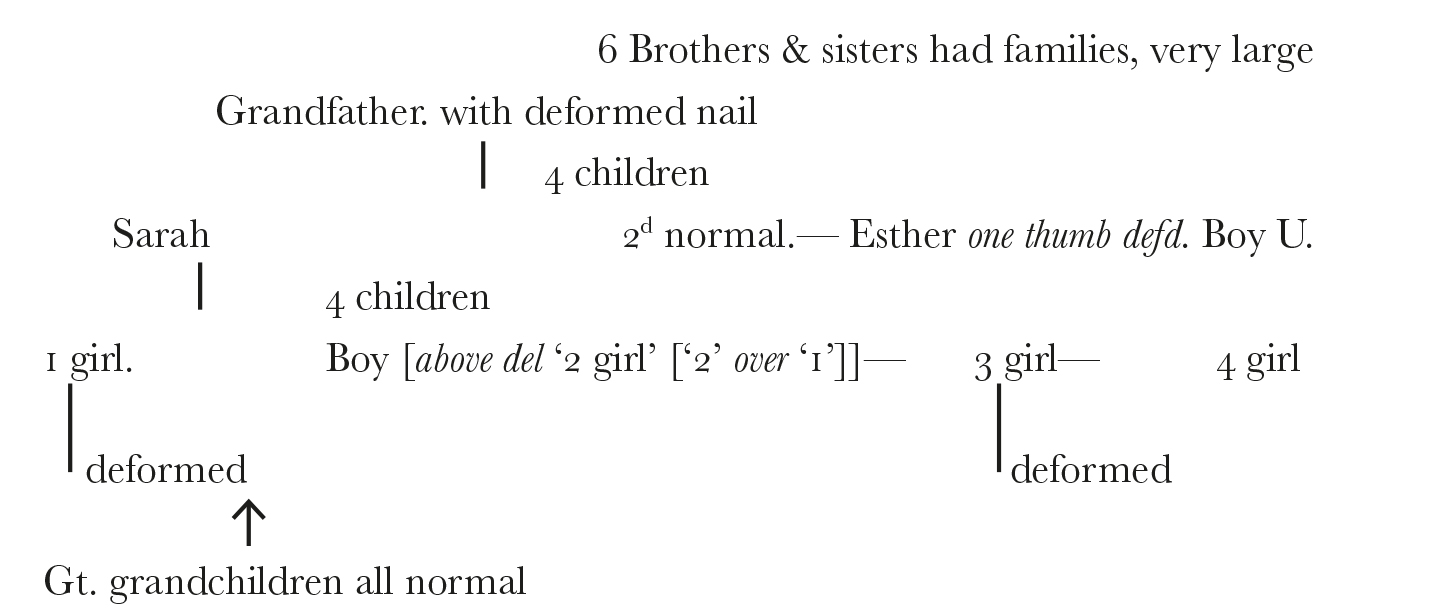 6 Brothers & sisters had families, very large
Grandfather. with deformed nail
4 children
Sarah 2d normal.— Esther one thumb defd. Boy U.
4 children
1 girl. Boy [above del ‘2 girl’ [‘2’ over ‘1’]]— 3 girl— 4 girl
deformed deformed
Gt. grandchildren all normal